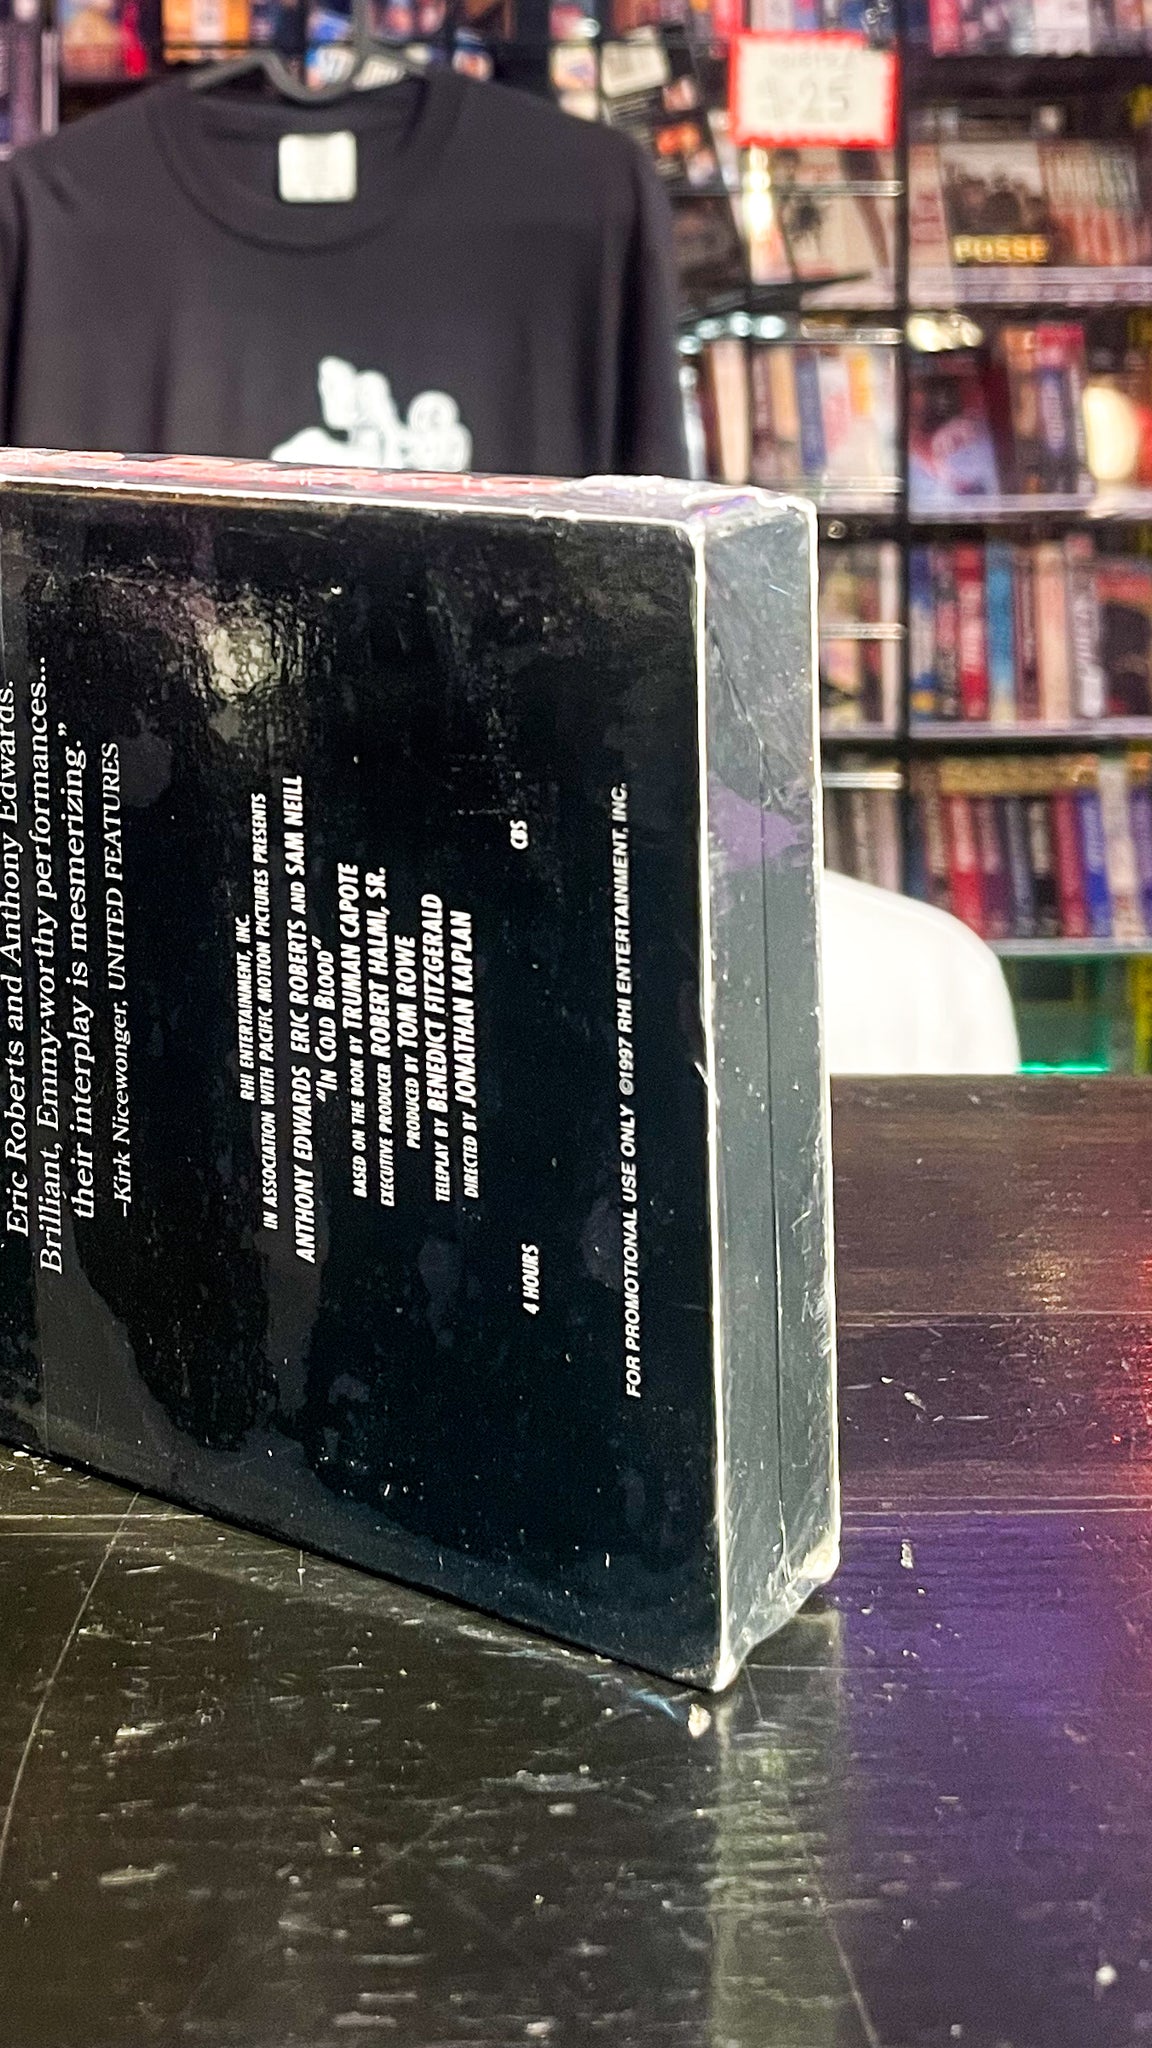 $25
POSSE
Eric Roberts and Anthony Edwards.
Brilliant, Emmy-worthy performances...
their interplay is mesmerizing.”
–Kirk Nicewonger, UNITED FEATURES
RHI ENTERTAINMENT, INC.
IN ASSOCIATION WITH PACIFIC MOTION PICTURES PRESENTS
ANTHONY EDWARDS ERIC ROBERTS AND SAM NEILL
“IN COLD BLOOD”
BASED ON THE BOOK BY TRUMAN CAPOTE
EXECUTIVE PRODUCER ROBERT HALMI, SR.
PRODUCED BY TOM ROWE
TELEPLAY BY BENEDICT FITZGERALD
DIRECTED BY JONATHAN KAPLAN
4 HOURS CBS
FOR PROMOTIONAL USE ONLY ©1997 RHI ENTERTAINMENT, INC.